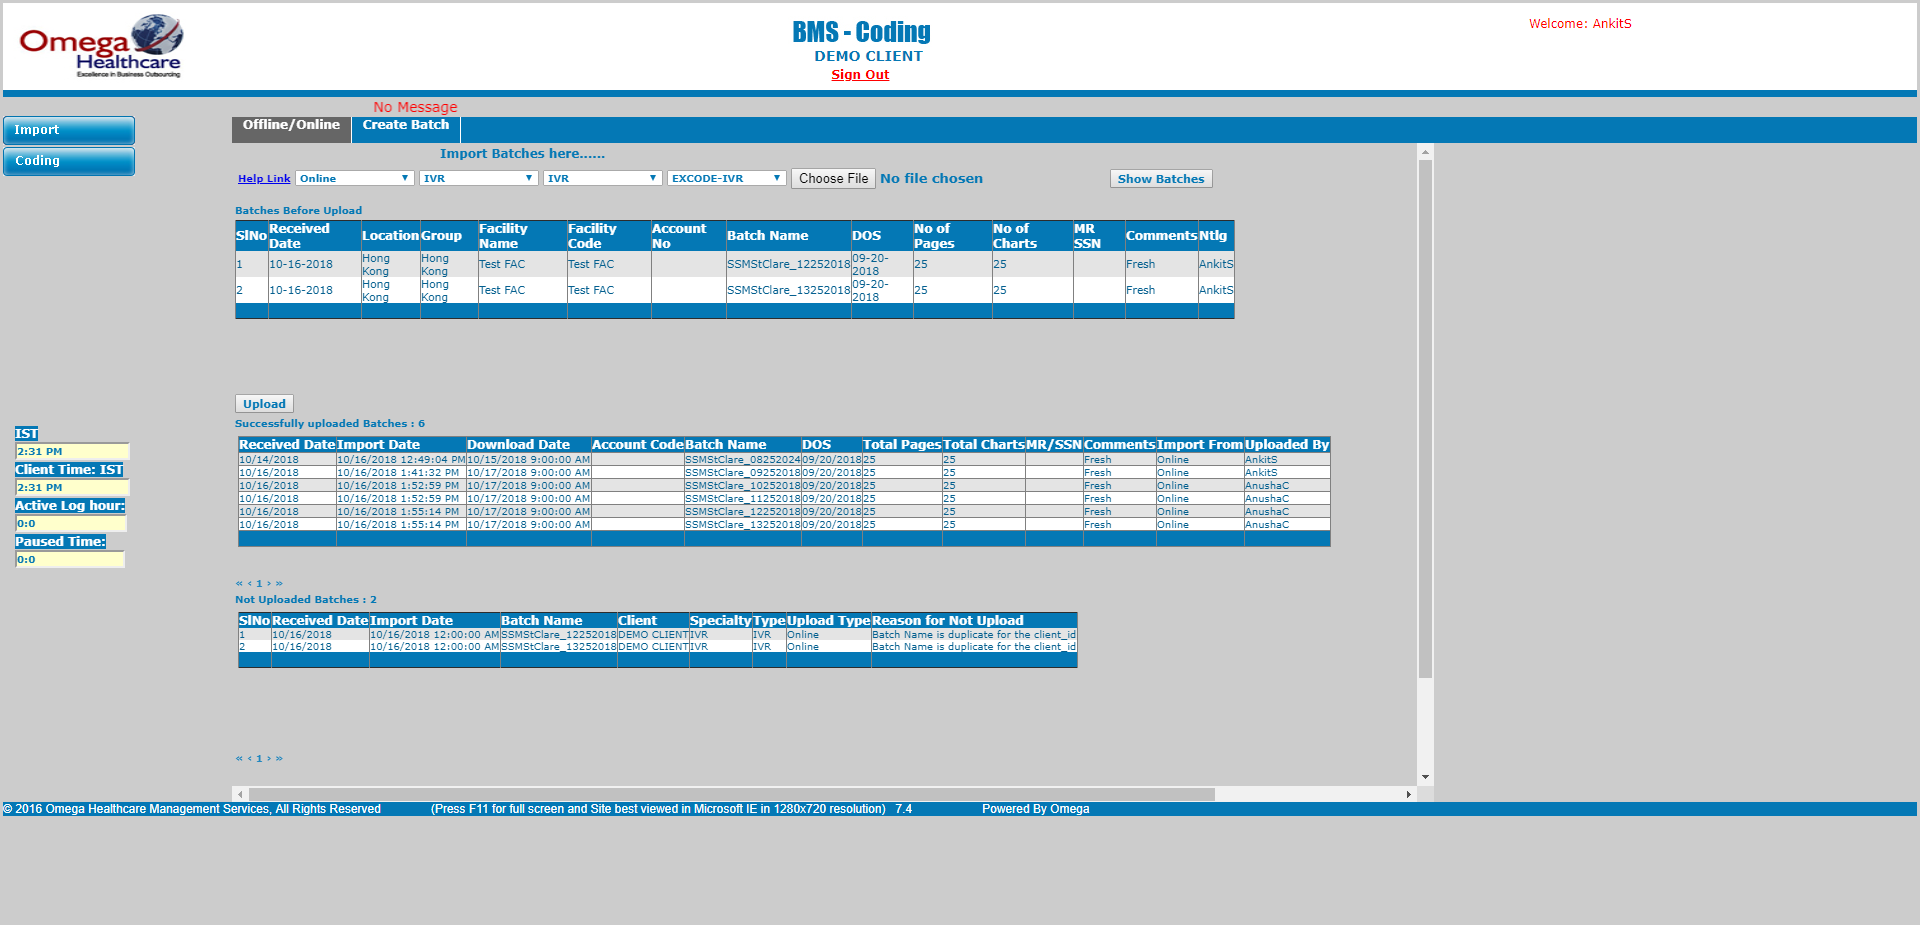 Omega
Healthcare
Excellence in Business Outsourcing
BMS - Coding
DEMO CLIENT
Sign Out
Welcome: AnkitS
No Message
Import
Coding
Offline/Online Create Batch
Import Batches here......
Help Link Online IVR IVR EXCODE-IVR Choose File No file chosen Show Batches
Batches Before Upload
SlNo Received Date Location Group Facility Name Facility Code Account No Batch Name DOS No of Pages No of Charts MR SSN Comments Ntlg
1 10-16-2018 Hong Kong Hong Kong Test FAC Test FAC SSMStClare_12252018 09-20-2018 25 25 Fresh AnkitS
2 10-16-2018 Hong Kong Hong Kong Test FAC Test FAC SSMStClare_13252018 09-20-2018 25 25 Fresh AnkitS
Upload
Successfully uploaded Batches : 6
Received Date Import Date Download Date Account Code Batch Name DOS Total Pages Total Charts MR/SSN Comments Import From Uploaded By
10/14/2018 10/16/2018 12:49:04 PM 10/15/2018 9:00:00 AM SSMStClare_08252024 09/20/2018 25 25 Fresh Online AnkitS
10/16/2018 10/16/2018 1:41:32 PM 10/17/2018 9:00:00 AM SSMStClare_09252018 09/20/2018 25 25 Fresh Online AnkitS
10/16/2018 10/16/2018 1:52:59 PM 10/17/2018 9:00:00 AM SSMStClare_10252018 09/20/2018 25 25 Fresh Online AnushaC
10/16/2018 10/16/2018 1:52:59 PM 10/17/2018 9:00:00 AM SSMStClare_11252018 09/20/2018 25 25 Fresh Online AnushaC
10/16/2018 10/16/2018 1:55:14 PM 10/17/2018 9:00:00 AM SSMStClare_12252018 09/20/2018 25 25 Fresh Online AnushaC
10/16/2018 10/16/2018 1:55:14 PM 10/17/2018 9:00:00 AM SSMStClare_13252018 09/20/2018 25 25 Fresh Online AnushaC
« ‹ 1 › »
Not Uploaded Batches : 2
SlNo Received Date Import Date Batch Name Client Specialty Type Upload Type Reason for Not Upload
1 10/16/2018 10/16/2018 12:00:00 AM SSMStClare_12252018 DEMO CLIENT IVR IVR Online Batch Name is duplicate for the client_id
2 10/16/2018 10/16/2018 12:00:00 AM SSMStClare_13252018 DEMO CLIENT IVR IVR Online Batch Name is duplicate for the client_id
« ‹ 1 › »
IST
2:31 PM
Client Time: IST
2:31 PM
Active Log hour:
0:0
Paused Time:
0:0
© 2016 Omega Healthcare Management Services, All Rights Reserved (Press F11 for full screen and Site best viewed in Microsoft IE in 1280x720 resolution) 7.4 Powered By Omega